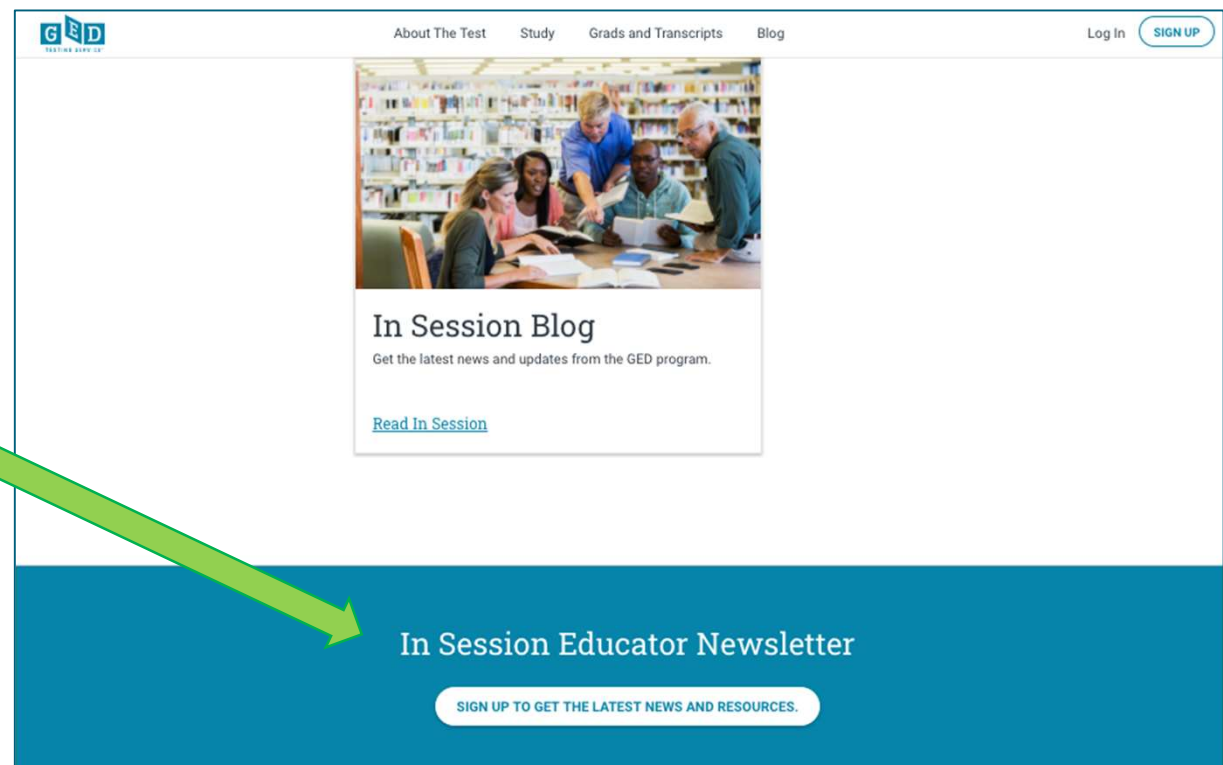 GED
TESTING SERVICE
About The Test Study Grads and Transcripts Blog Log In SIGN UP
In Session Blog
Get the latest news and updates from the GED program.
Read In Session
In Session Educator Newsletter
SIGN UP TO GET THE LATEST NEWS AND RESOURCES.